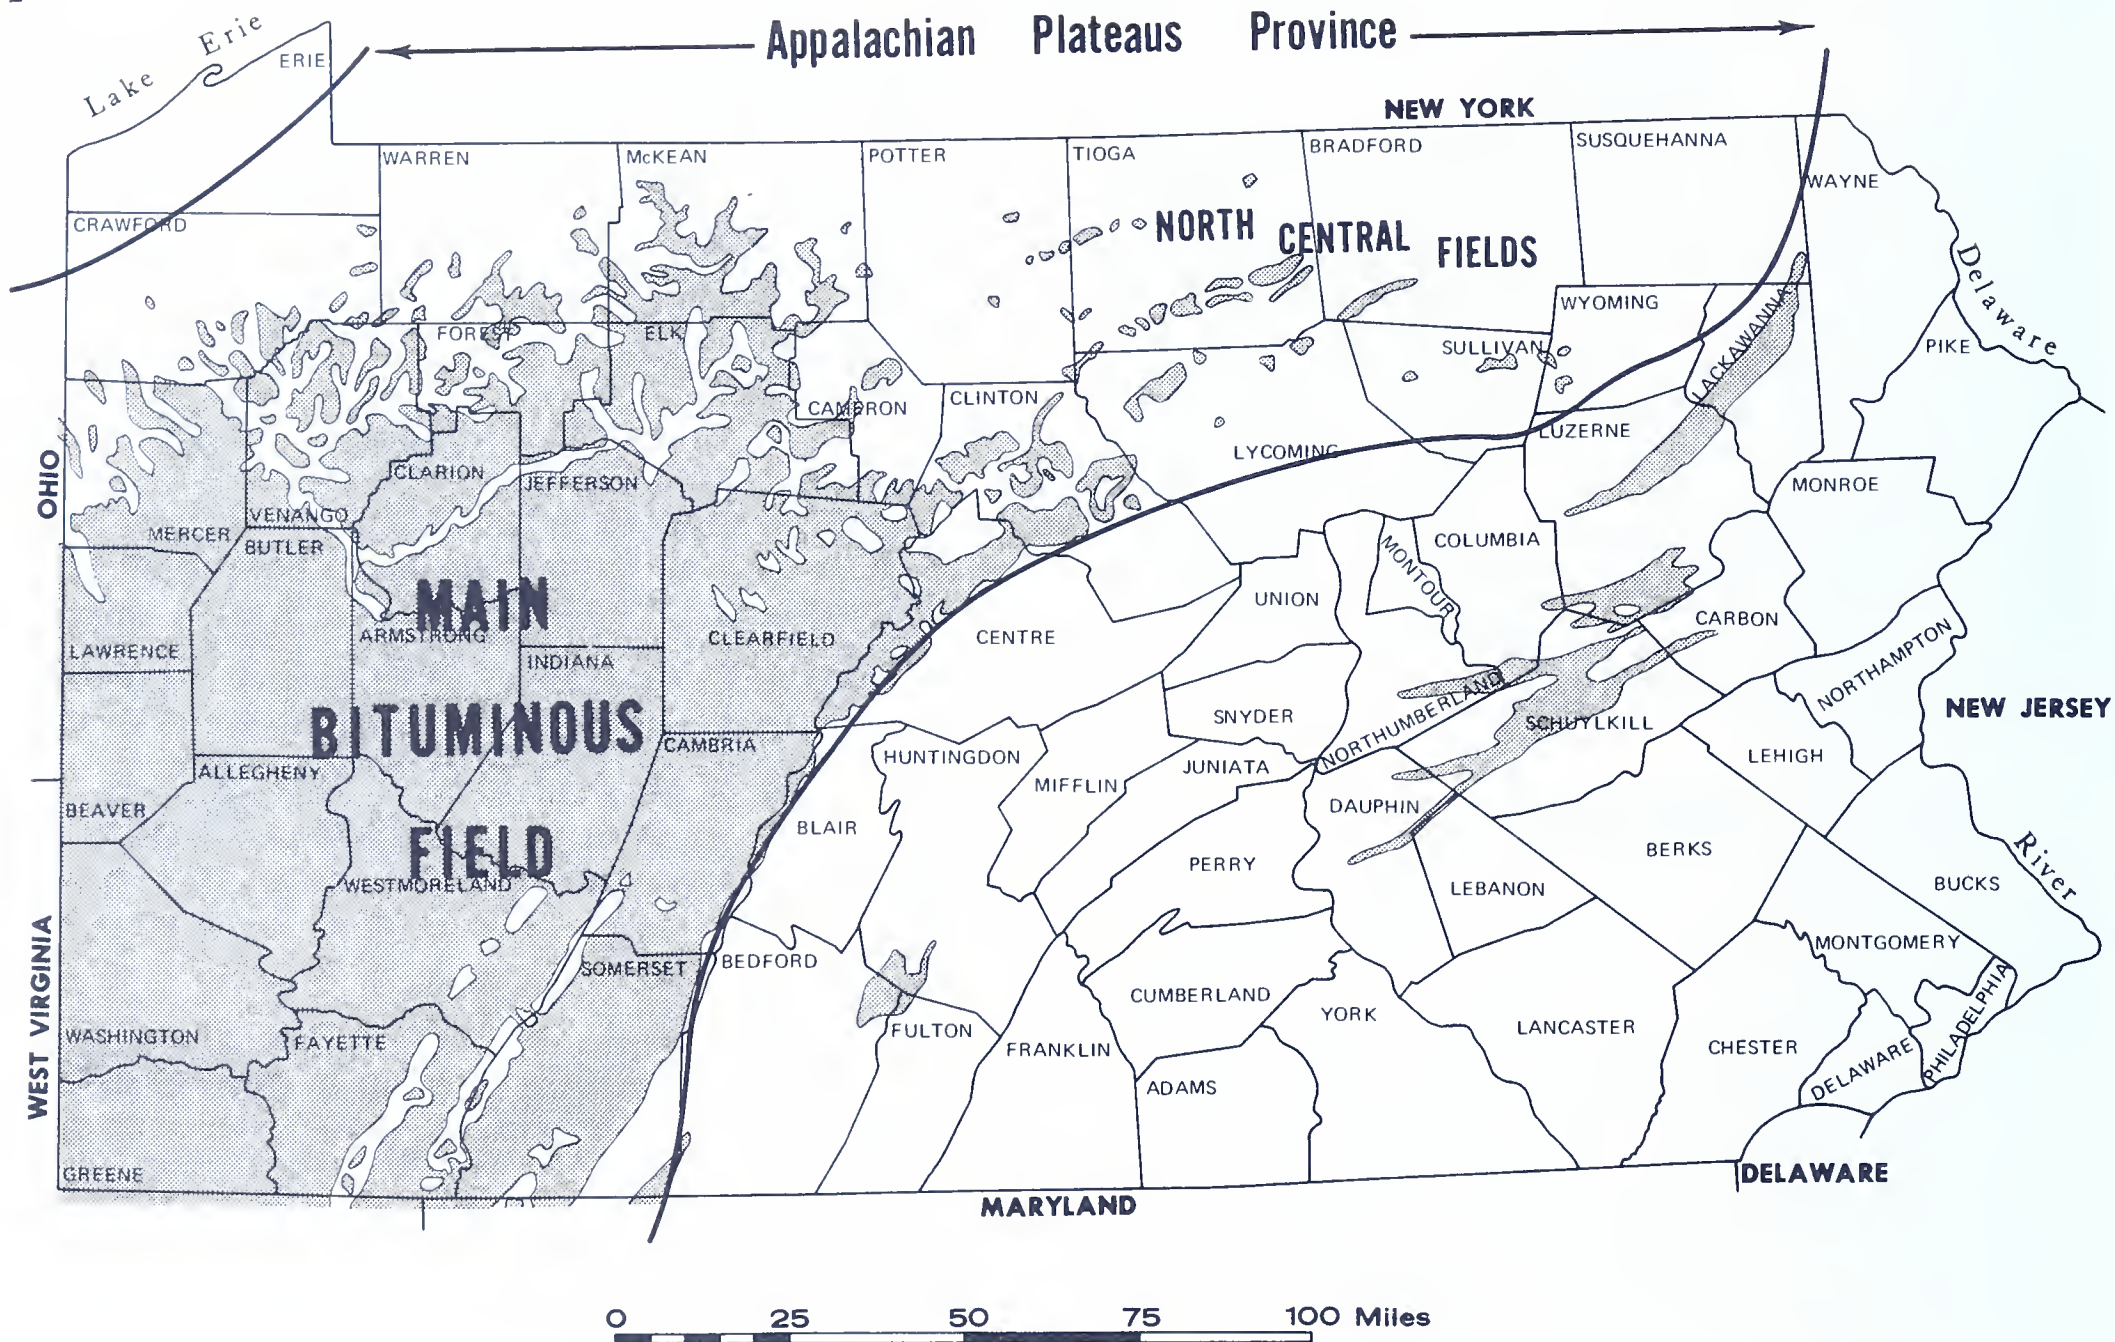 Appalachian Plateaus Province
Lake Erie
ERIE
NEW YORK
WARREN
McKEAN
POTTER
TIOGA
BRADFORD
SUSQUEHANNA
WAYNE
CRAWFORD
NORTH CENTRAL FIELDS
Delaware
WYOMING
FOREST
ELK
SULLIVAN
LACKAWANNA
PIKE
CAMERON
CLINTON
LUZERNE
LYCOMING
OHIO
CLARION
JEFFERSON
MONROE
VENANGO
MERCER
BUTLER
COLUMBIA
MONTOUR
MAIN
UNION
CARBON
ARMSTRONG
CLEARFIELD
CENTRE
LAWRENCE
INDIANA
NORTHAMPTON
NORTHUMBERLAND
BITUMINOUS
SNYDER
SCHUYLKILL
NEW JERSEY
CAMBRIA
HUNTINGDON
JUNIATA
LEHIGH
ALLEGHENY
MIFFLIN
BEAVER
BLAIR
DAUPHIN
FIELD
PERRY
BERKS
River
WESTMORELAND
LEBANON
BUCKS
MONTGOMERY
SOMERSET
BEDFORD
CUMBERLAND
YORK
WEST VIRGINIA
WASHINGTON
FAYETTE
FULTON
FRANKLIN
LANCASTER
CHESTER
DELAWARE
PHILADELPHIA
ADAMS
GREENE
DELAWARE
MARYLAND
0 25 50 75 100 Miles